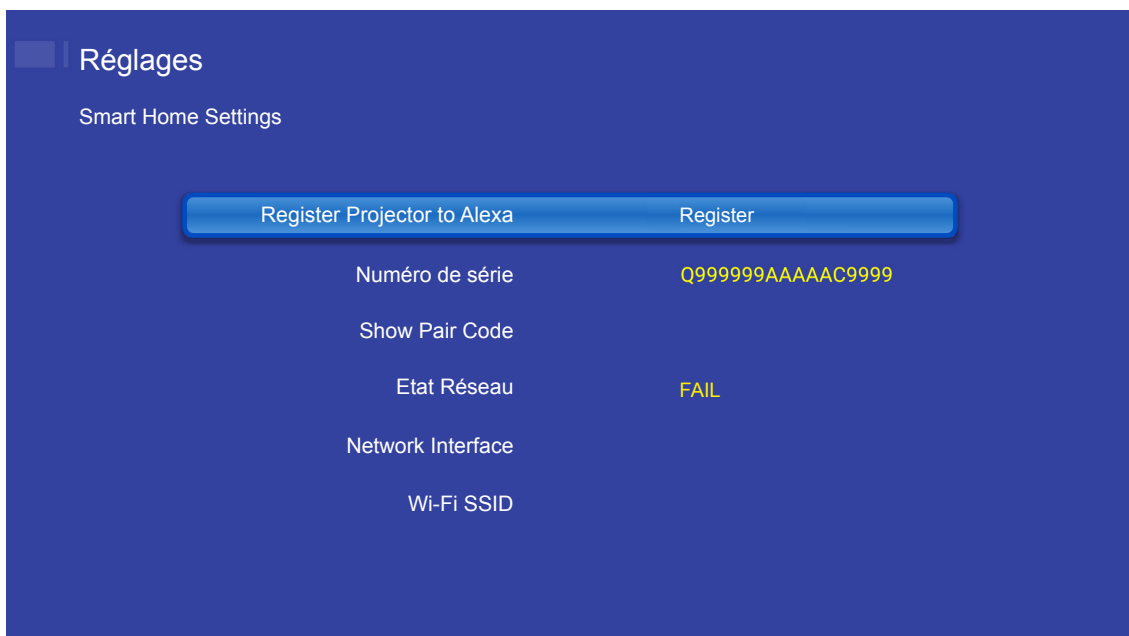 Réglages
Smart Home Settings
Register Projector to Alexa Register
Numéro de série Q999999AAAAAC9999
Show Pair Code
Etat Réseau FAIL
Network Interface
Wi-Fi SSID